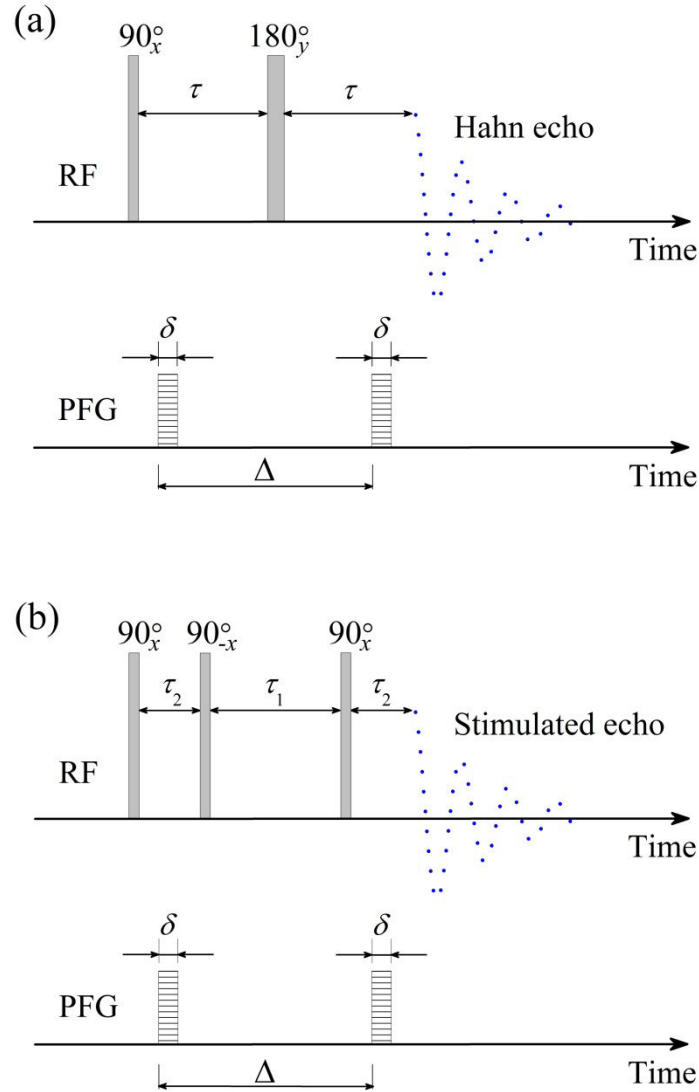 (a)
90°x 180°y
τ τ
Hahn echo
RF
Time
δ δ
PFG
Time
Δ
(b)
90°x 90°-x 90°x
τ2 τ1 τ2
Stimulated echo
RF
Time
δ δ
PFG
Time
Δ